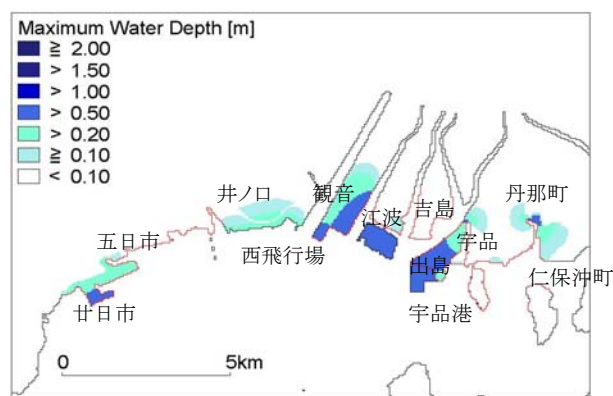 Maximum Water Depth [m]
≧ 2.00
> 1.50
> 1.00
> 0.50
> 0.20
≧ 0.10
< 0.10
井ノ口
観音
江波
吉島
丹那町
五日市
西飛行場
宇品
出島
仁保沖町
廿日市
宇品港
0
5km